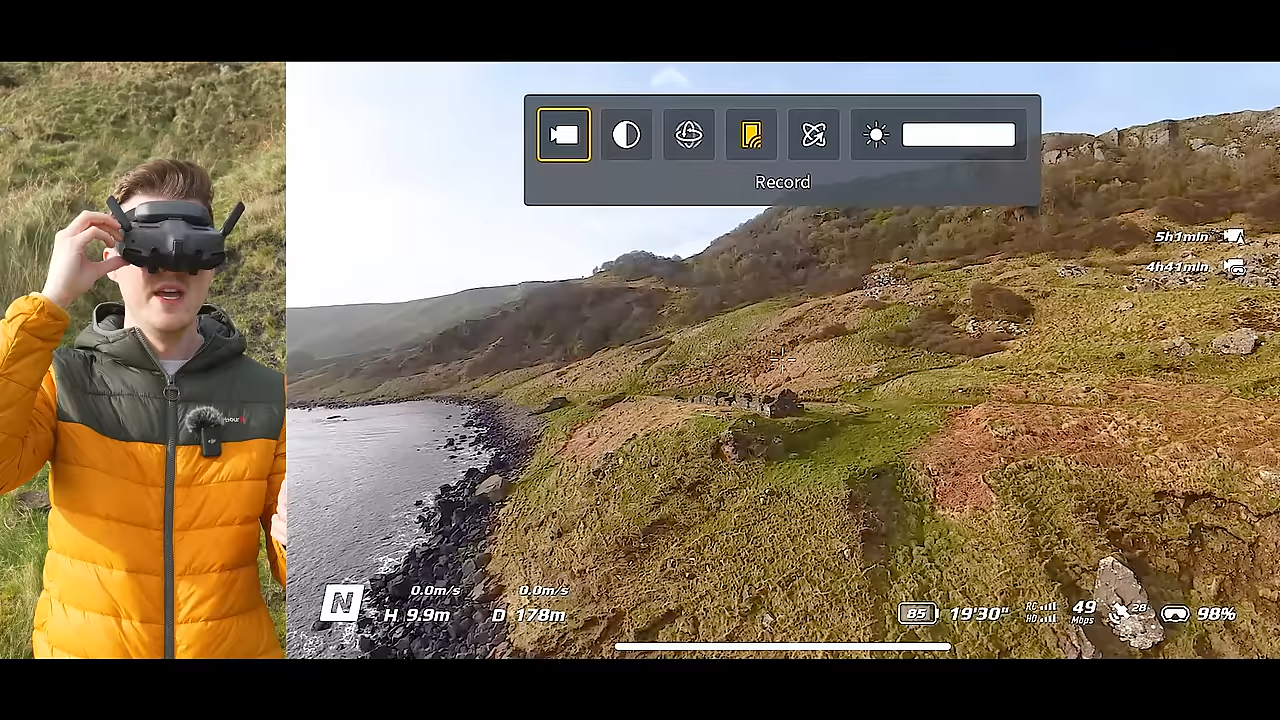 Record
5h1min
4h41min
N
0.0m/s
0.0m/s
H 9.9m
D 178m
85
19'30"
RC
HD
49
Mbps
28
98%